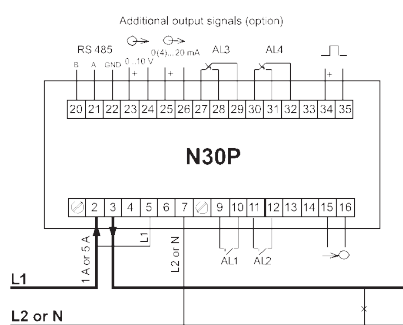 Additional output signals (option)
RS 485
0(4)...20 mA
AL3
AL4
B A GND 0...10 V
+ + +
20 21 22 23 24 25 26 27 28 29 30 31 32 33 34 35
N30P
2 3 4 5 6 7 9 10 11 12 13 14 15 16
1 A or 5 A
L1
L2 or N
AL1
AL2
L1
L2 or N